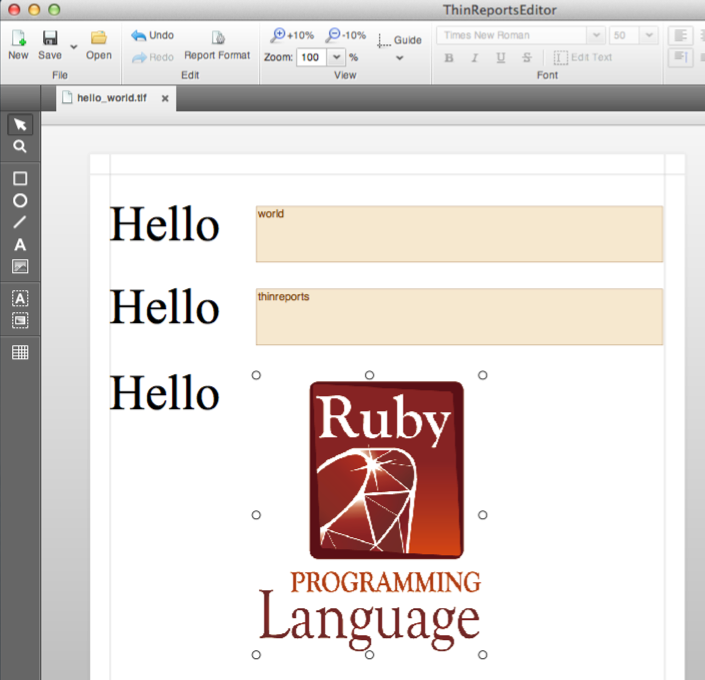 ThinReportsEditor
New Save Open
Undo
Redo
Report Format
+10% -10% Guide
Zoom: 100 %
Times New Roman 50
B I U S Edit Text
File Edit View Font
hello_world.tlf
A
A
Hello world
Hello thinreports
Hello
Ruby
PROGRAMMING
Language